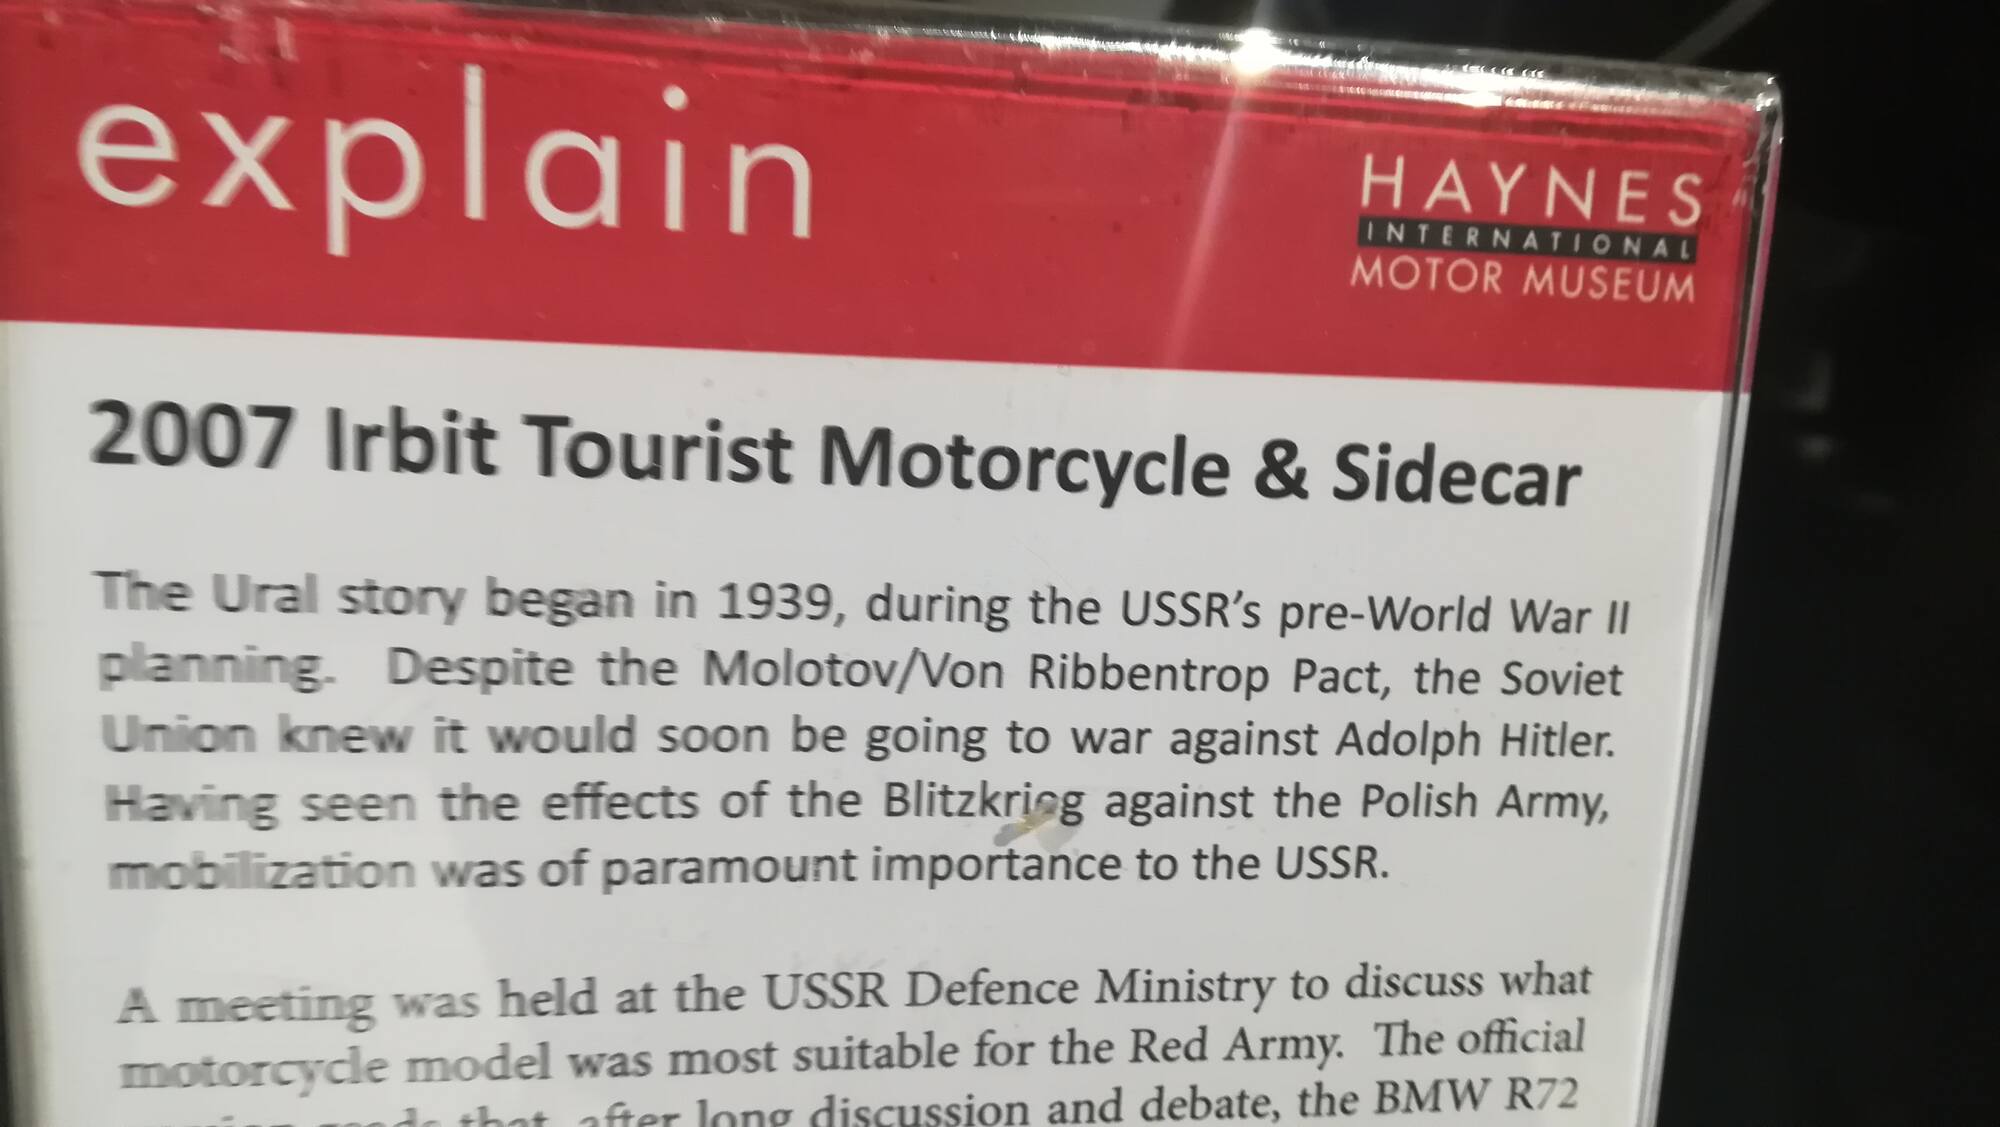 explain
HAYNES
INTERNATIONAL
MOTOR MUSEUM
2007 Irbit Tourist Motorcycle & Sidecar
The Ural story began in 1939, during the USSR's pre-World War II
planning. Despite the Molotov/Von Ribbentrop Pact, the Soviet
Union knew it would soon be going to war against Adolph Hitler.
Having seen the effects of the Blitzkrieg against the Polish Army,
mobilization was of paramount importance to the USSR.
A meeting was held at the USSR Defence Ministry to discuss what
motorcycle model was most suitable for the Red Army. The official
that, after long discussion and debate, the BMW R72